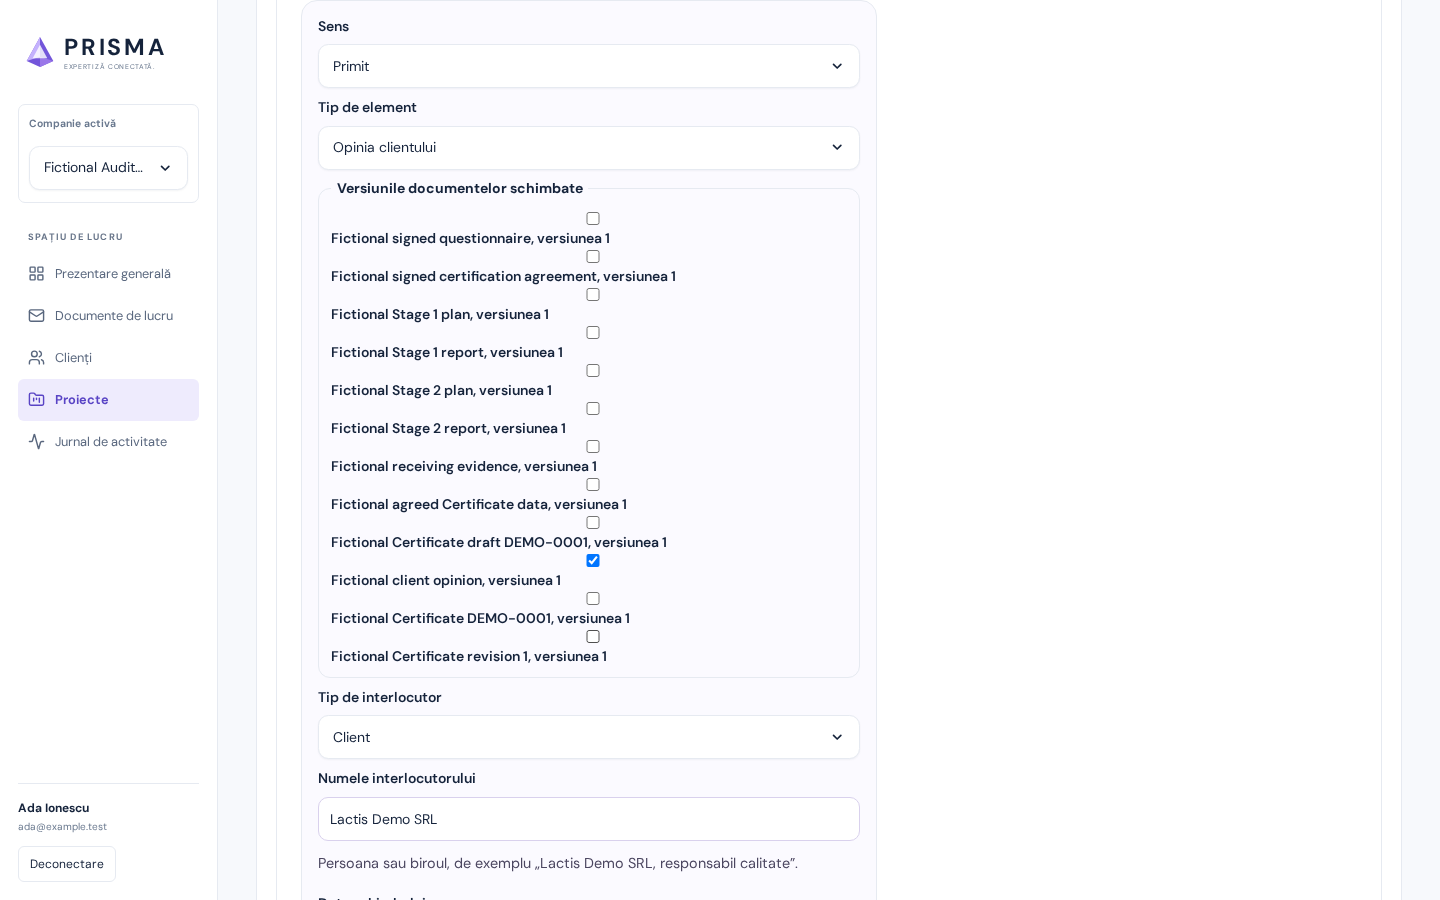 PRISMA
EXPERTIZĂ CONECTATĂ.
Companie activă
Fictional Audit...
SPAȚIU DE LUCRU
Prezentare generală
Documente de lucru
Clienți
Proiecte
Jurnal de activitate
Ada Ionescu
ada@example.test
Deconectare
Sens
Primit
Tip de element
Opinia clientului
Versiunile documentelor schimbate
Fictional signed questionnaire, versiunea 1
Fictional signed certification agreement, versiunea 1
Fictional Stage 1 plan, versiunea 1
Fictional Stage 1 report, versiunea 1
Fictional Stage 2 plan, versiunea 1
Fictional Stage 2 report, versiunea 1
Fictional receiving evidence, versiunea 1
Fictional agreed Certificate data, versiunea 1
Fictional Certificate draft DEMO-0001, versiunea 1
Fictional client opinion, versiunea 1
Fictional Certificate DEMO-0001, versiunea 1
Fictional Certificate revision 1, versiunea 1
Tip de interlocutor
Client
Numele interlocutorului
Lactis Demo SRL
Persoana sau biroul, de exemplu „Lactis Demo SRL, responsabil calitate”.